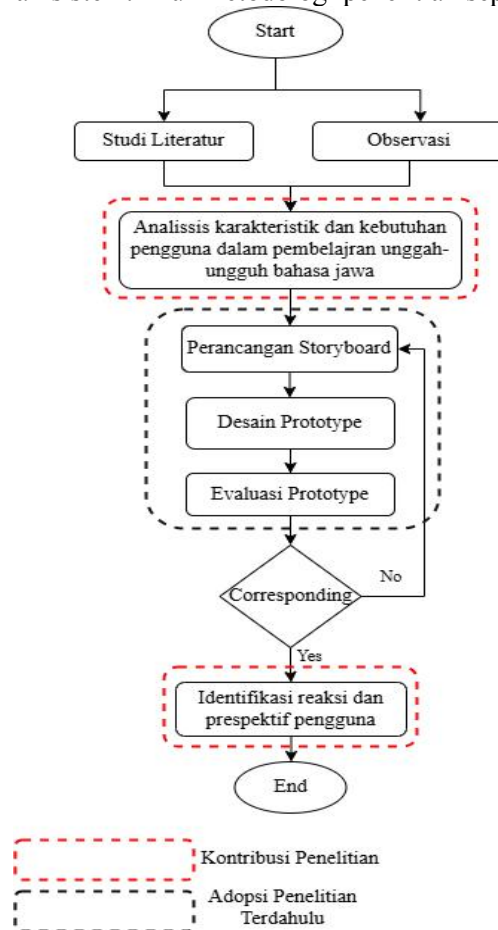 Start
Studi Literatur
Observasi
Analissis karakteristik dan kebutuhan
pengguna dalam pembelajran unggah-
ungguh bahasa jawa
Perancangan Storyboard
Desain Prototype
Evaluasi Prototype
Corresponding
No
Yes
Identifikasi reaksi dan
prespektif pengguna
End
Kontribusi Penelitian
Adopsi Penelitian
Terdahulu